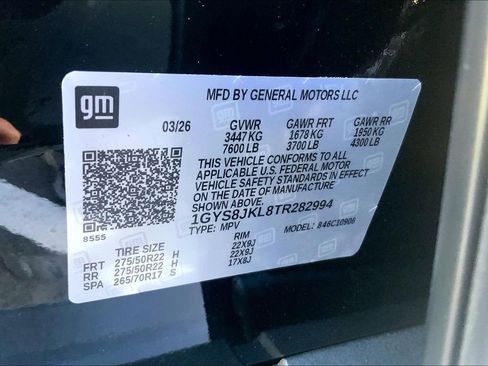 gm
MFD BY GENERAL MOTORS LLC
03/26 GVWR GAWR FRT GAWR RR
3447 KG 1678 KG 1950 KG
7600 LB 3700 LB 4300 LB
THIS VEHICLE CONFORMS TO ALL
APPLICABLE U.S. FEDERAL MOTOR
VEHICLE SAFETY STANDARDS IN EFFECT
ON THE DATE OF MANUFACTURE
SHOWN ABOVE.
1GYS8JKL8TR282994
8555 TYPE: MPV MODEL: 846C10906
TIRE SIZE RIM
FRT 275/50R22 H 22X9J
RR 275/50R22 H 22X9J
SPA 265/70R17 S 17X8J